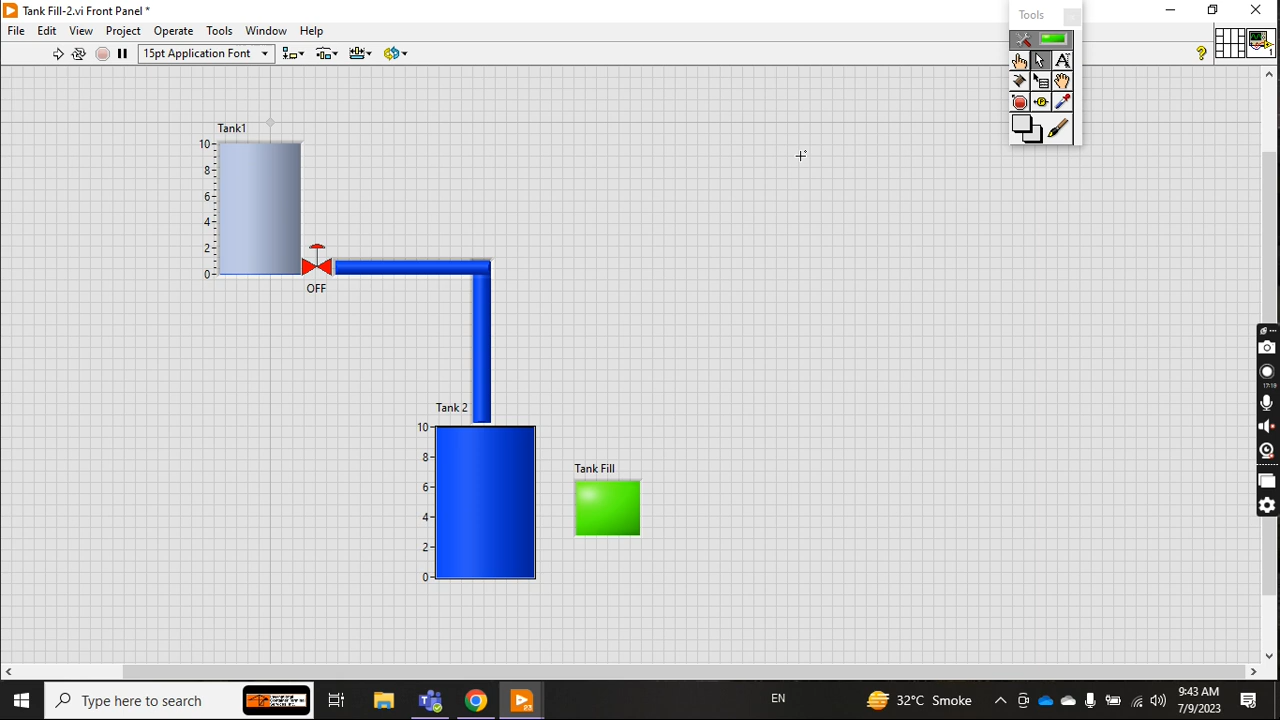 Tank Fill-2.vi Front Panel *
File Edit View Project Operate Tools Window Help
15pt Application Font
Tools
Tank1
10
8
6
4
2
0
OFF
Tank 2
10
8
6
4
2
0
Tank Fill
17:19
Type here to search
EN
32°C Smoke
9:43 AM
7/9/2023